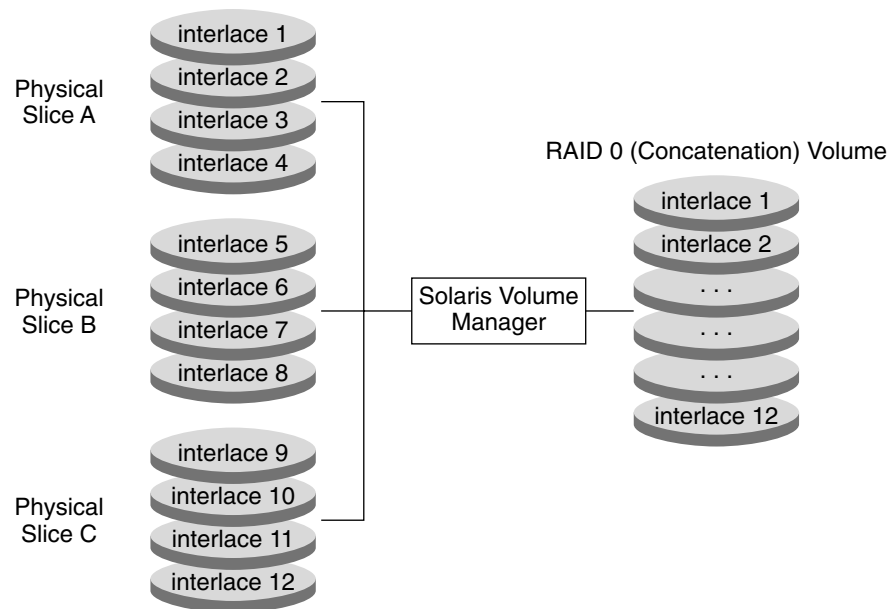 Physical
Slice A
interlace 1
interlace 2
interlace 3
interlace 4
Physical
Slice B
interlace 5
interlace 6
interlace 7
interlace 8
Physical
Slice C
interlace 9
interlace 10
interlace 11
interlace 12
Solaris Volume
Manager
RAID 0 (Concatenation) Volume
interlace 1
interlace 2
. . .
. . .
. . .
interlace 12